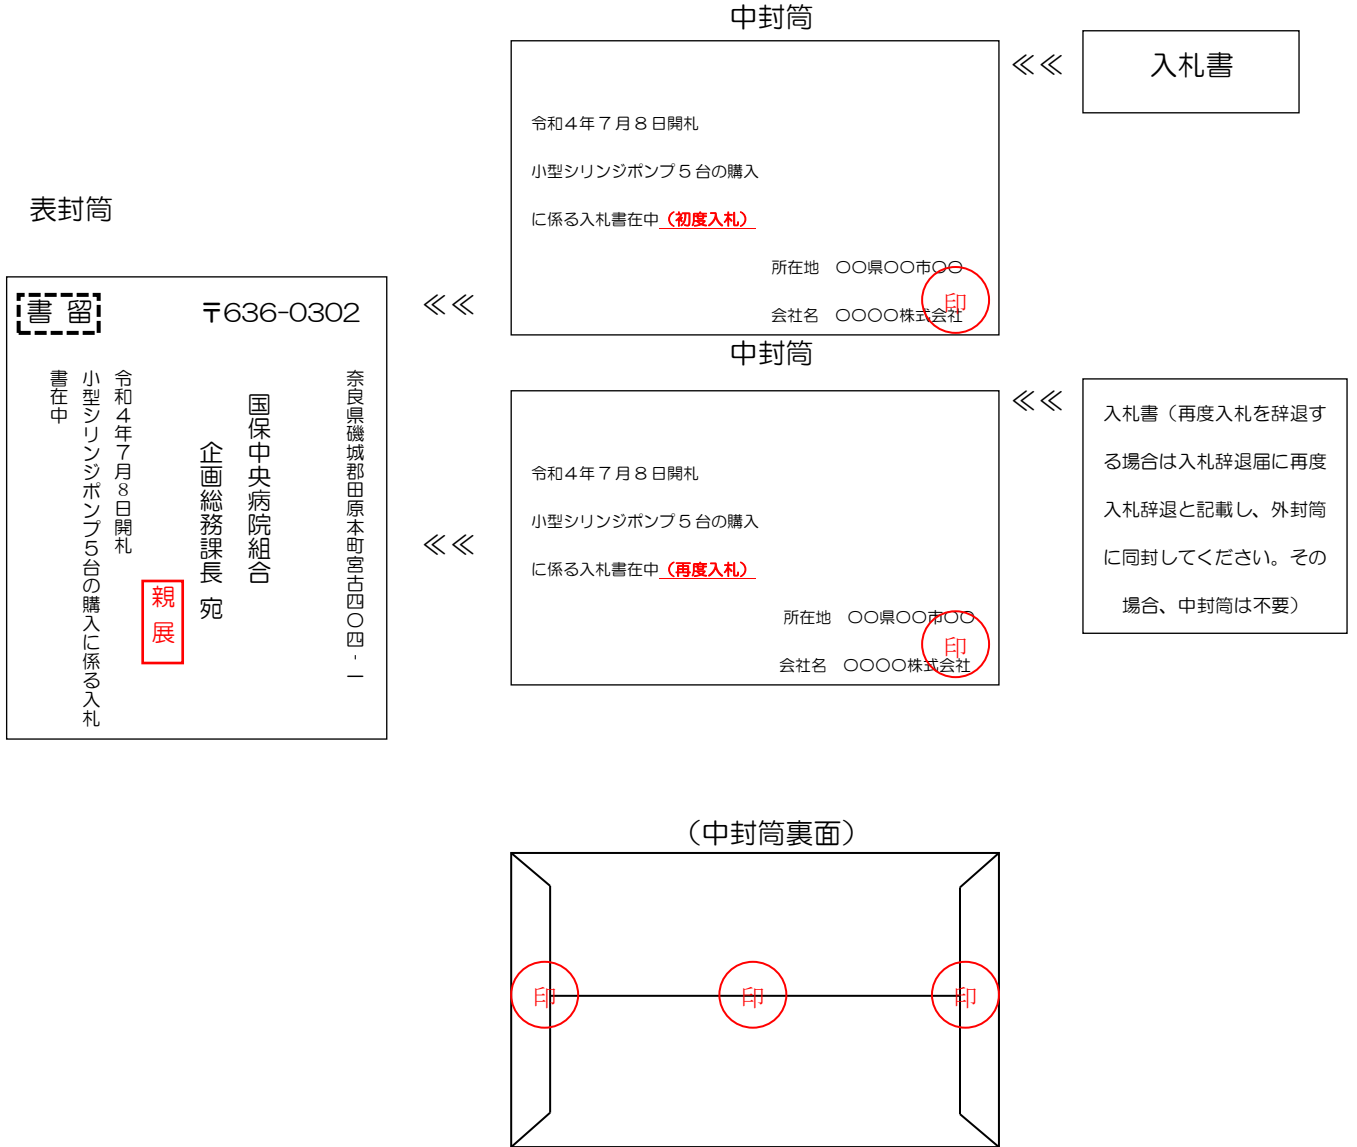 中封筒
≪≪
入札書
令和４年７月８日開札
小型シリンジポンプ５台の購入
に係る入札書在中（初度入札）
所在地　〇〇県〇〇市〇〇
会社名　〇〇〇〇株式会社
印
表封筒
書 留
〒636-0302
≪≪
奈良県磯城郡田原本町宮古四〇四‐一
国保中央病院組合
企画総務課長 宛
親展
令和４年７月８日開札
小型シリンジポンプ５台の購入に係る入札
書在中
中封筒
≪≪
入札書（再度入札を辞退す
る場合は入札辞退届に再度
入札辞退と記載し、外封筒
に同封してください。その
場合、中封筒は不要）
令和４年７月８日開札
小型シリンジポンプ５台の購入
に係る入札書在中（再度入札）
≪≪
所在地　〇〇県〇〇市〇〇
会社名　〇〇〇〇株式会社
印
（中封筒裏面）
印
印
印